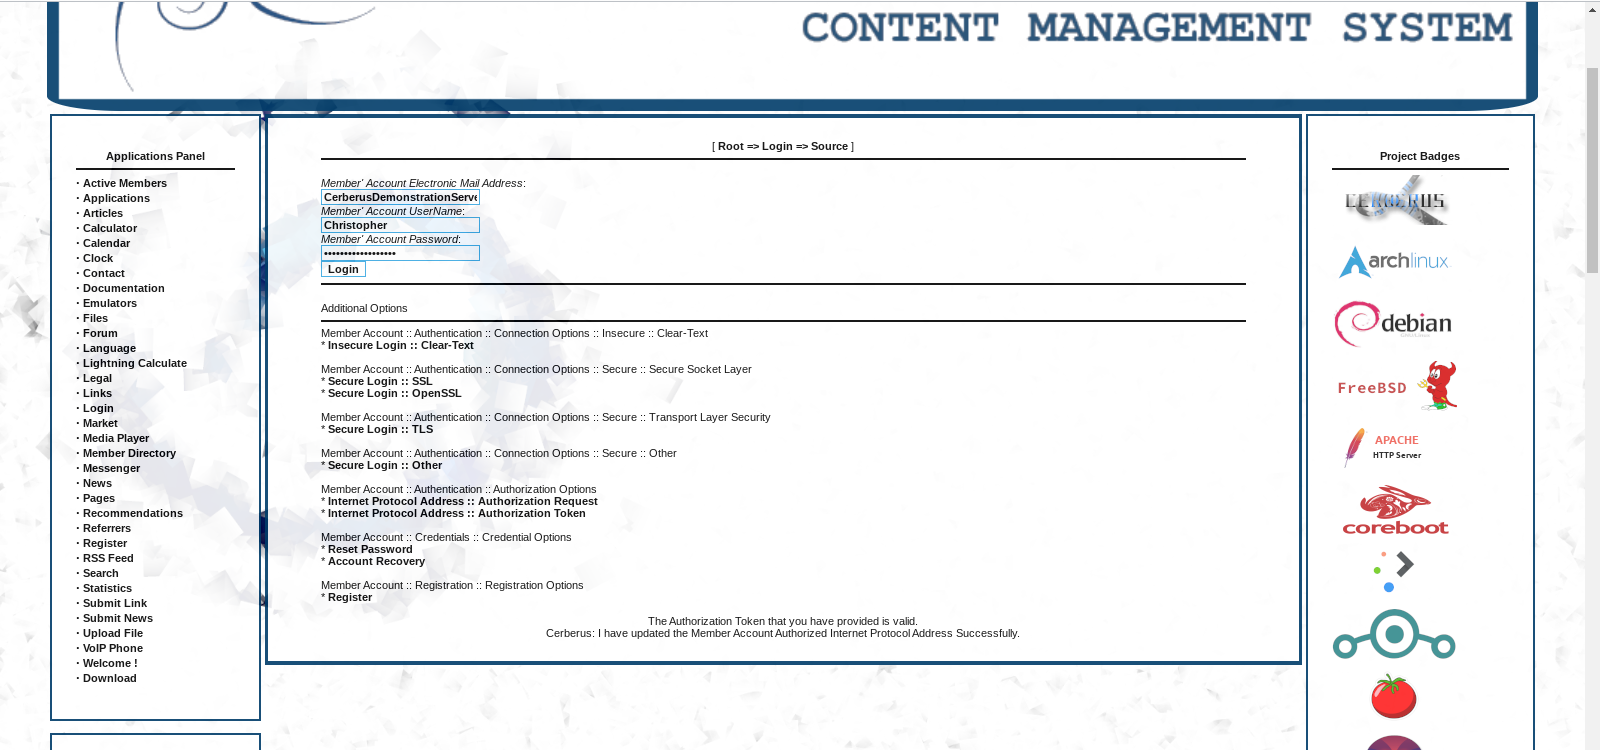 CONTENT MANAGEMENT SYSTEM
Applications Panel
· Active Members
· Applications
· Articles
· Calculator
· Calendar
· Clock
· Contact
· Documentation
· Emulators
· Files
· Forum
· Language
· Lightning Calculate
· Legal
· Links
· Login
· Market
· Media Player
· Member Directory
· Messenger
· News
· Pages
· Recommendations
· Referrers
· Register
· RSS Feed
· Search
· Statistics
· Submit Link
· Submit News
· Upload File
· VoIP Phone
· Welcome !
· Download
[ Root => Login => Source ]
Member' Account Electronic Mail Address:
CerberusDemonstrationServe
Member' Account UserName:
Christopher
Member' Account Password:
••••••••••••••••••
Login
Additional Options
Member Account :: Authentication :: Connection Options :: Insecure :: Clear-Text
* Insecure Login :: Clear-Text
Member Account :: Authentication :: Connection Options :: Secure :: Secure Socket Layer
* Secure Login :: SSL
* Secure Login :: OpenSSL
Member Account :: Authentication :: Connection Options :: Secure :: Transport Layer Security
* Secure Login :: TLS
Member Account :: Authentication :: Connection Options :: Secure :: Other
* Secure Login :: Other
Member Account :: Authentication :: Authorization Options
* Internet Protocol Address :: Authorization Request
* Internet Protocol Address :: Authorization Token
Member Account :: Credentials :: Credential Options
* Reset Password
* Account Recovery
Member Account :: Registration :: Registration Options
* Register
The Authorization Token that you have provided is valid.
Cerberus: I have updated the Member Account Authorized Internet Protocol Address Successfully.
Project Badges
CERBERUS
archlinux
debian
FreeBSD
APACHE
HTTP Server
coreboot